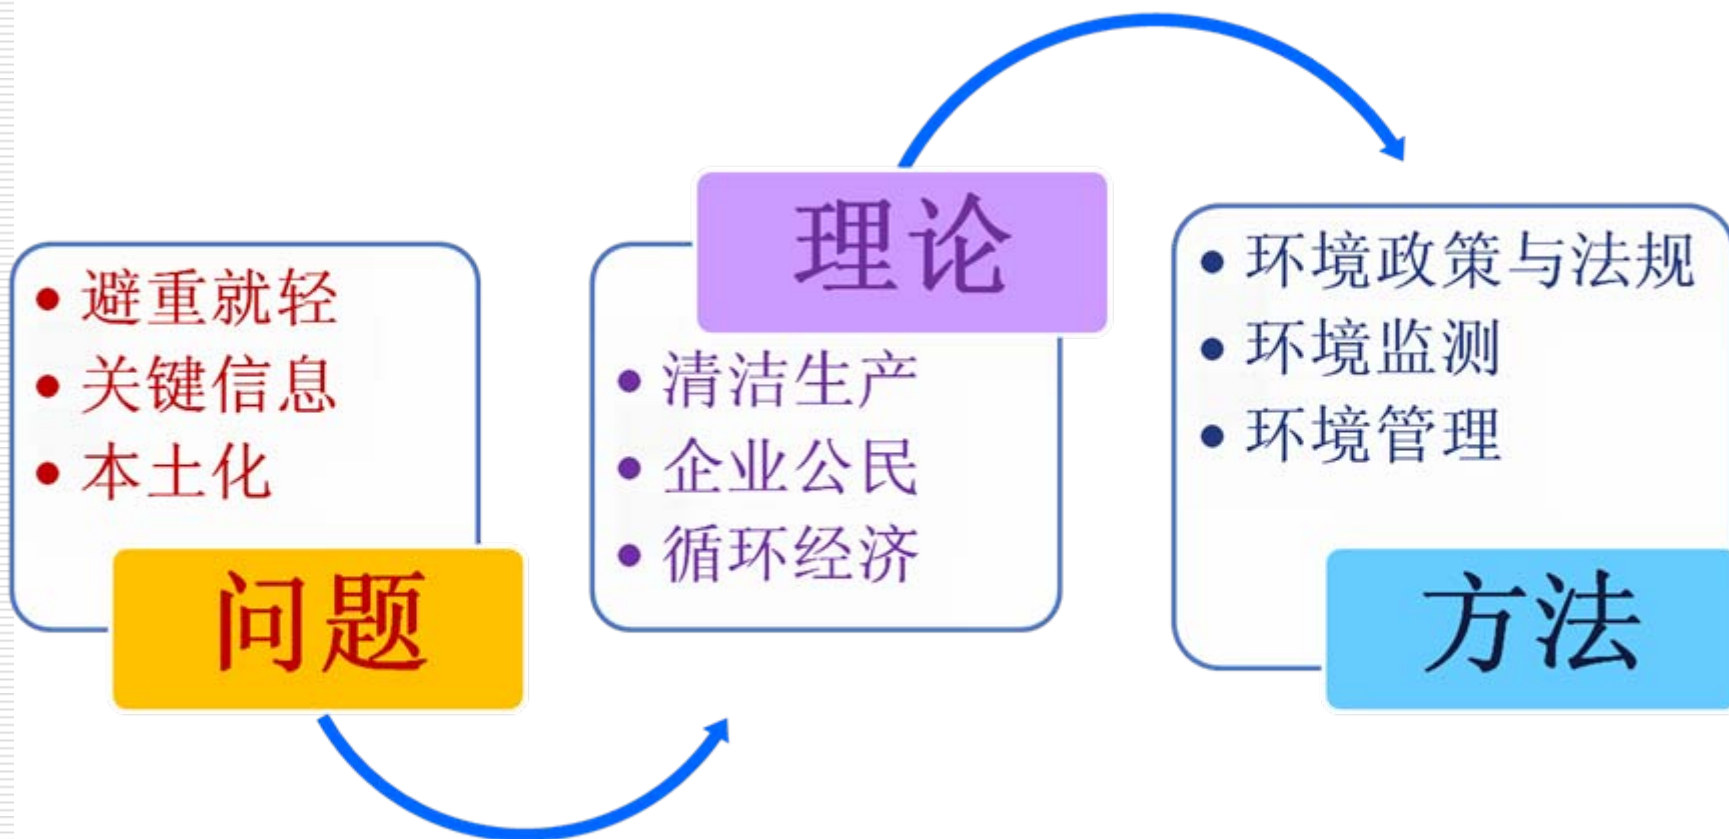 • 避重就轻
• 关键信息
• 本土化
问题
理论
• 清洁生产
• 企业公民
• 循环经济
• 环境政策与法规
• 环境监测
• 环境管理
方法